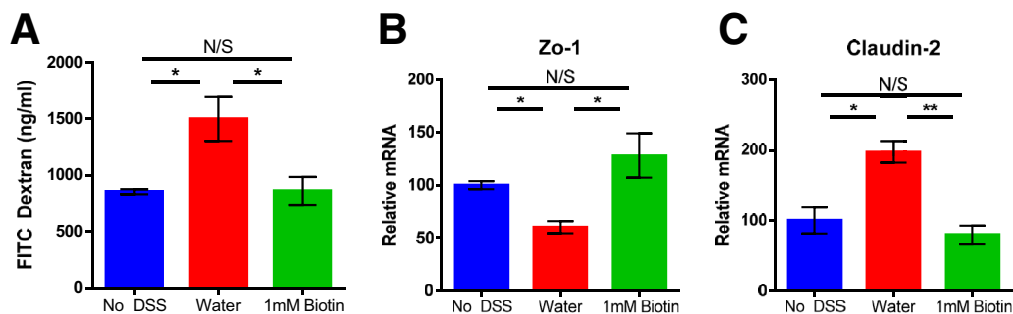 A
N/S
* *
2000
1500
1000
500
0
FITC Dextran (ng/ml)
No DSS Water 1mM Biotin
B
Zo-1
N/S
* *
200
150
100
50
0
Relative mRNA
No DSS Water 1mM Biotin
C
Claudin-2
N/S
* **
300
200
100
0
Relative mRNA
No DSS Water 1mM Biotin